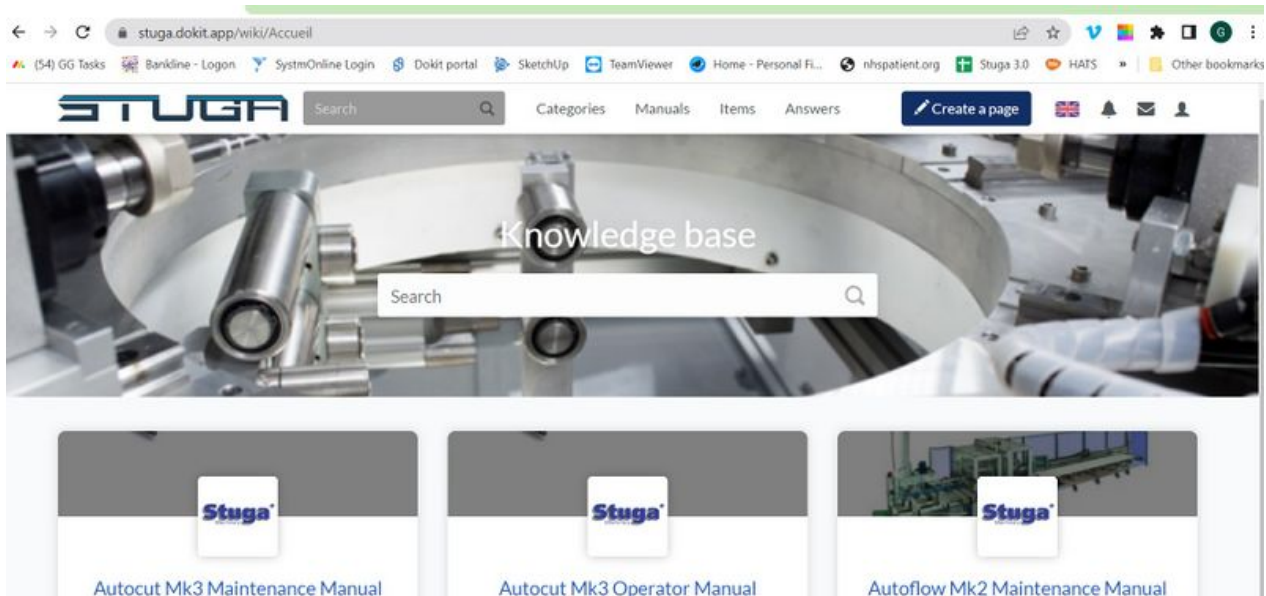 stuga.dokit.app/wiki/Accueil
G
(54) GG Tasks Bankline - Logon SystmOnline Login Dokit portal SketchUp TeamViewer Home - Personal Fi... nhspatient.org Stuga 3.0 HATS » Other bookmarks
STUGA Search Categories Manuals Items Answers Create a page
Knowledge base
Search
Stuga Stuga Stuga
Autocut Mk3 Maintenance Manual Autocut Mk3 Operator Manual Autoflow Mk2 Maintenance Manual